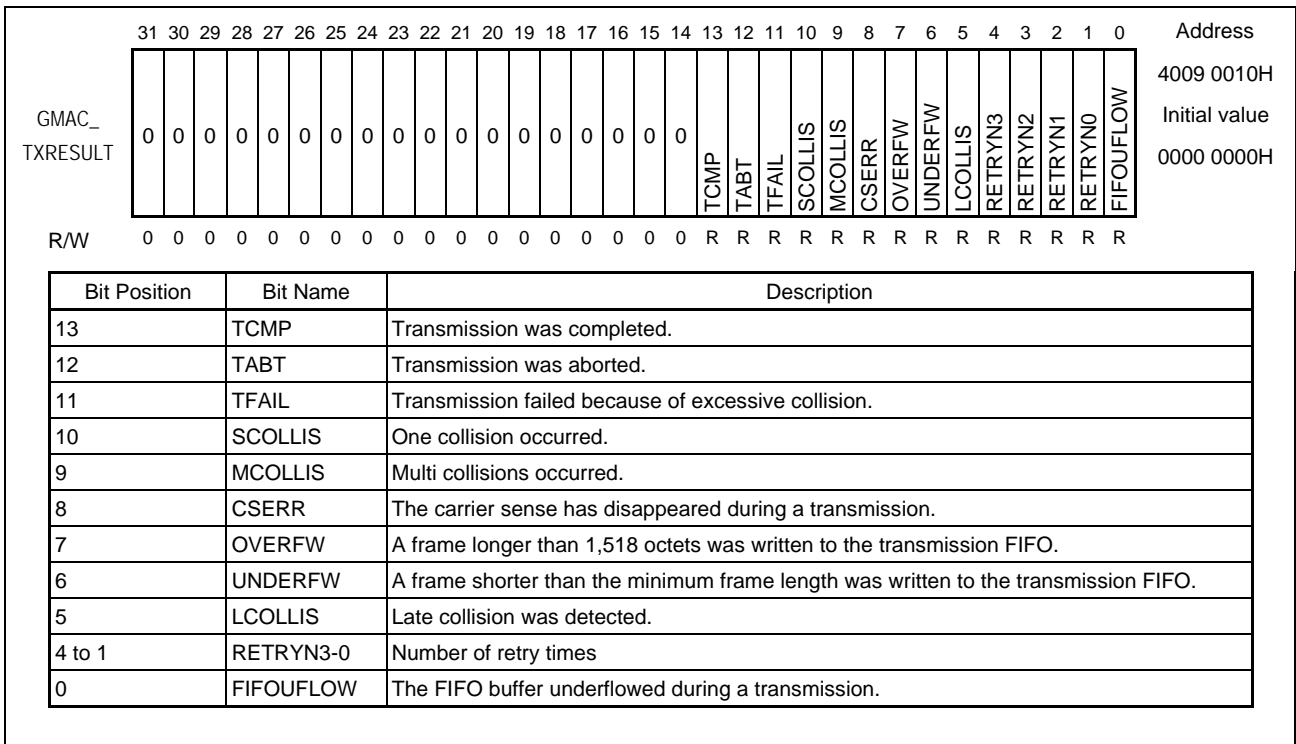 31 30 29 28 27 26 25 24 23 22 21 20 19 18 17 16 15 14 13 12 11 10 9 8 7 6 5 4 3 2 1 0 Address
GMAC_
TXRESULT
0 0 0 0 0 0 0 0 0 0 0 0 0 0 0 0 0 0 TCMP TABT TFAIL SCOLLIS MCOLLIS CSERR OVERFW UNDERFW LCOLLIS RETRYN3 RETRYN2 RETRYN1 RETRYN0 FIFOUFLOW
4009 0010H
Initial value
0000 0000H
R/W 0 0 0 0 0 0 0 0 0 0 0 0 0 0 0 0 0 0 R R R R R R R R R R R R R R
Bit Position Bit Name Description
13 TCMP Transmission was completed.
12 TABT Transmission was aborted.
11 TFAIL Transmission failed because of excessive collision.
10 SCOLLIS One collision occurred.
9 MCOLLIS Multi collisions occurred.
8 CSERR The carrier sense has disappeared during a transmission.
7 OVERFW A frame longer than 1,518 octets was written to the transmission FIFO.
6 UNDERFW A frame shorter than the minimum frame length was written to the transmission FIFO.
5 LCOLLIS Late collision was detected.
4 to 1 RETRYN3-0 Number of retry times
0 FIFOUFLOW The FIFO buffer underflowed during a transmission.